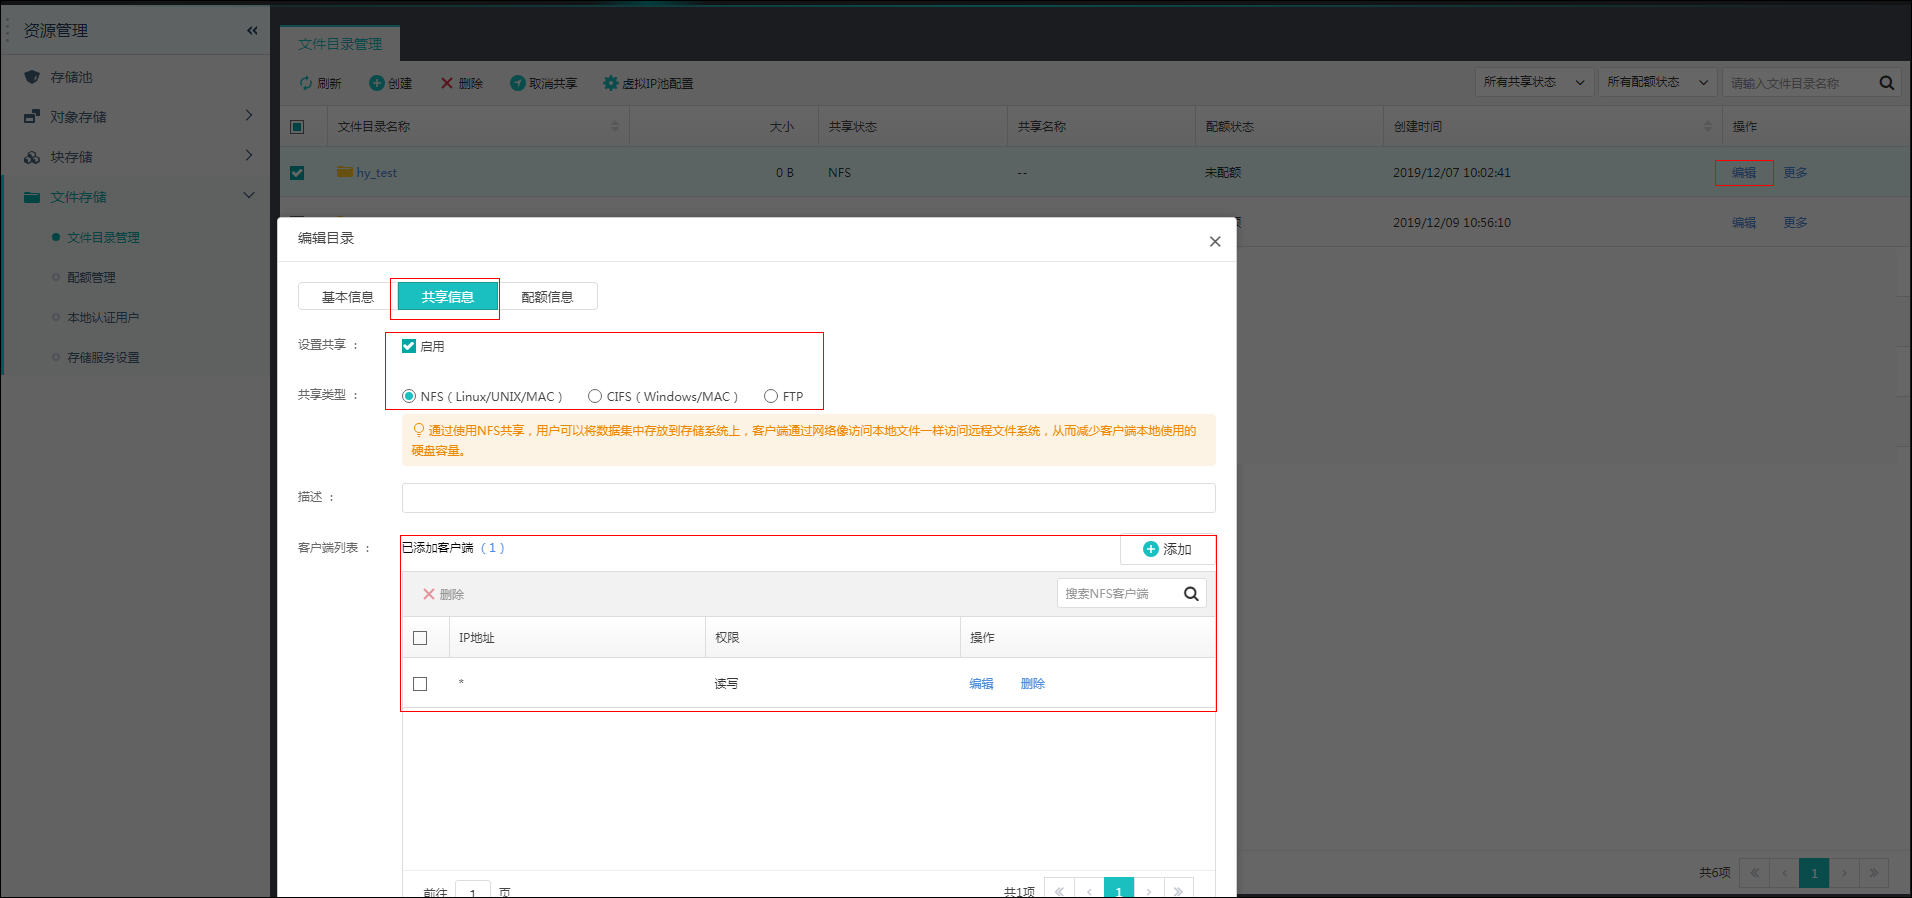 资源管理
存储池
对象存储
块存储
文件存储
文件目录管理
配额管理
本地认证用户
存储服务设置
文件目录管理
刷新 创建 删除 取消共享 虚拟IP池配置 所有共享状态 所有配额状态 请输入文件目录名称
文件目录名称 大小 共享状态 共享名称 配额状态 创建时间 操作
hy_test 0 B NFS -- 未配额 2019/12/07 10:02:41 编辑 更多
2019/12/09 10:56:10 编辑 更多
编辑目录
基本信息 共享信息 配额信息
设置共享 ： 启用
共享类型 ： NFS（Linux/UNIX/MAC） CIFS（Windows/MAC） FTP
通过使用NFS共享，用户可以将数据集中存放到存储系统上，客户端通过网络像访问本地文件一样访问远程文件系统，从而减少客户端本地使用的
硬盘容量。
描述 ：
客户端列表 ： 已添加客户端 （1） 添加
删除 搜索NFS客户端
IP地址 权限 操作
* 读写 编辑 删除
前往 1 页 共1项 « ‹ 1 › »
共6项 « ‹ 1 › »